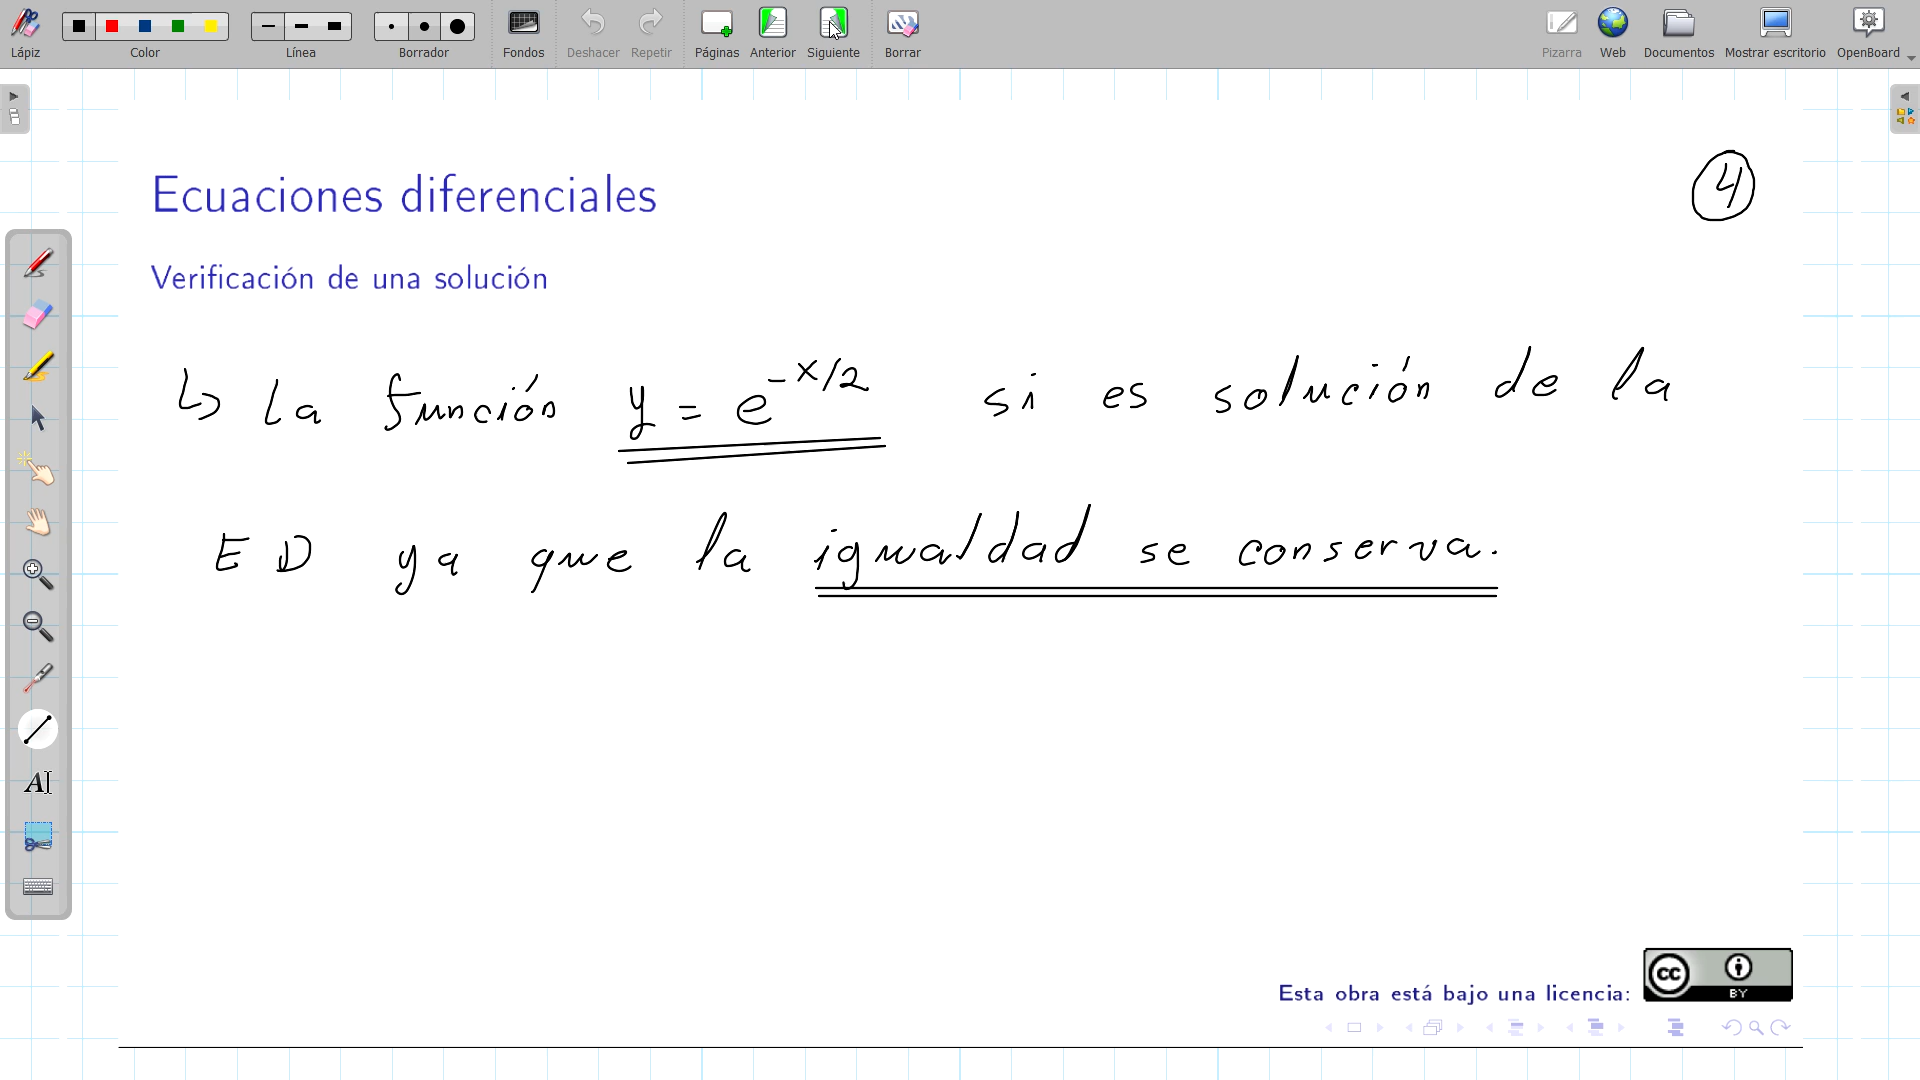 Lápiz Color Línea Borrador Fondos Deshacer Repetir Páginas Anterior Siguiente Borrar Pizarra Web Documentos Mostrar escritorio OpenBoard
Ecuaciones diferenciales
4
Verificación de una solución
↳ La función y = e^{-x/2} si es solución de la
ED ya que la igualdad se conserva.
Esta obra está bajo una licencia:
cc BY